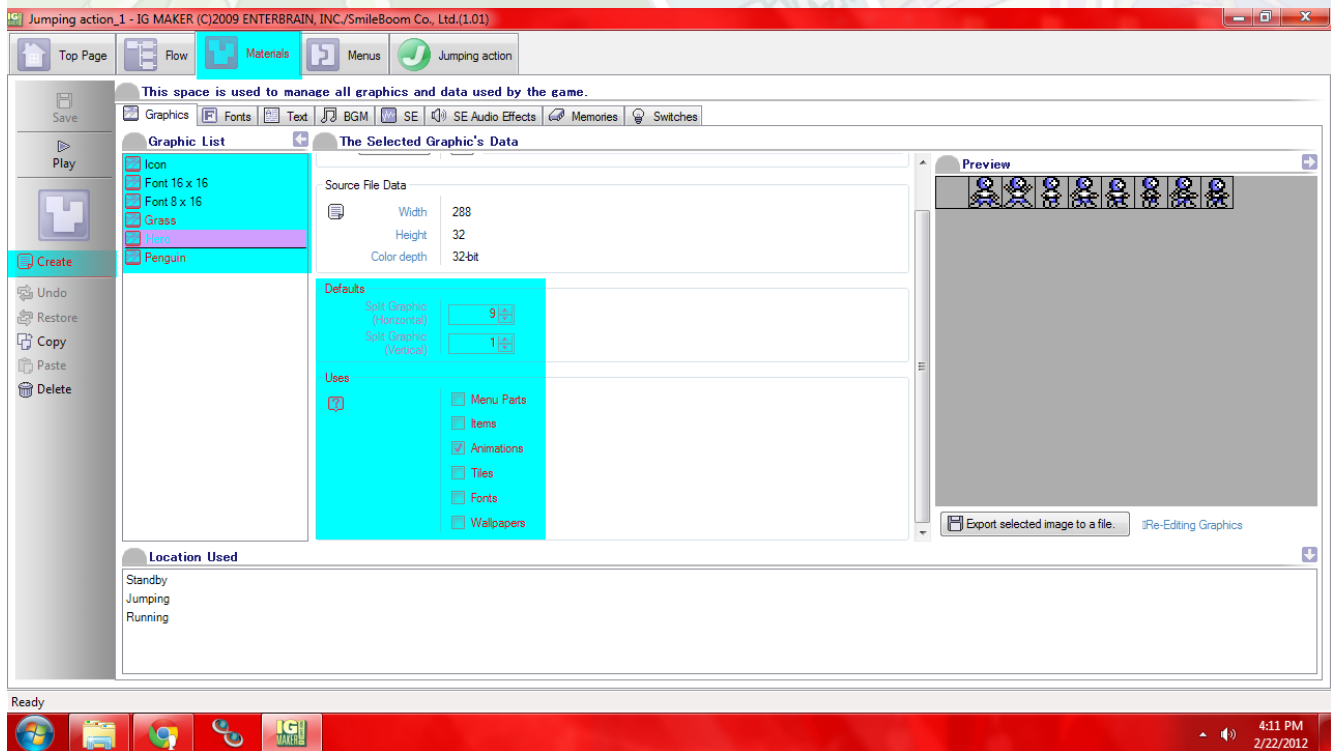 Jumping action_1 - IG MAKER (C)2009 ENTERBRAIN, INC./SmileBoom Co., Ltd.(1.01)
Top Page
Flow
Materials
Menus
Jumping action
This space is used to manage all graphics and data used by the game.
Graphics
Fonts
Text
BGM
SE
SE Audio Effects
Memories
Switches
Save
Play
Create
Undo
Restore
Copy
Paste
Delete
Graphic List
Icon
Font 16 x 16
Font 8 x 16
Grass
Hero
Penguin
The Selected Graphic's Data
Source File Data
Width 288
Height 32
Color depth 32-bit
Defaults
Split Graphic
(Horizontal)
9
Split Graphic
(Vertical)
1
Uses
Menu Parts
Items
Animations
Tiles
Fonts
Wallpapers
Preview
Export selected image to a file.
Re-Editing Graphics
Location Used
Standby
Jumping
Running
Ready
IG MAKER
4:11 PM
2/22/2012